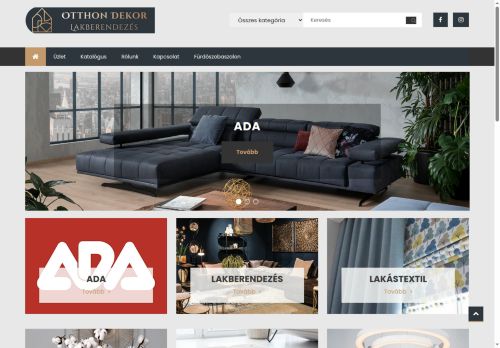 OTTHON DEKOR
LAKBERENDEZÉS
Összes kategória
Keresés
Üzlet
Katalógus
Rólunk
Kapcsolat
Fürdőszobaszalon
ADA
Tovább
ADA
ADA
Tovább >
LAKBERENDEZÉS
Tovább >
LAKÁSTEXTIL
Tovább >